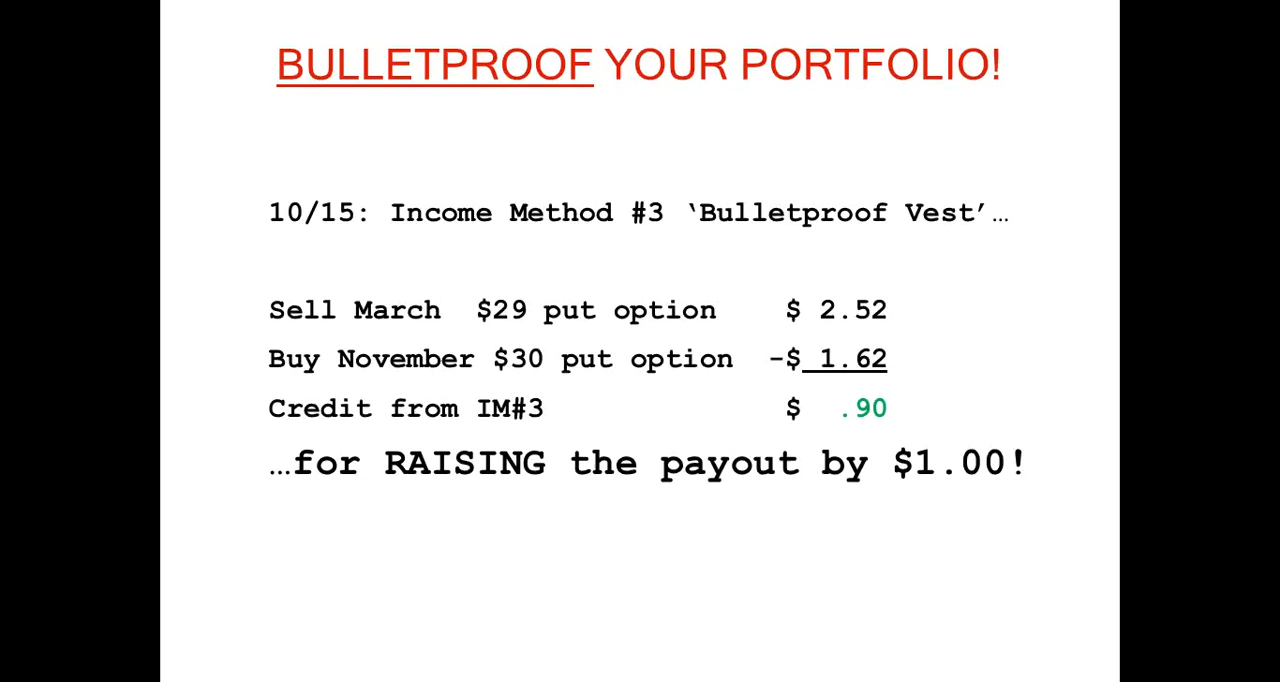 BULLETPROOF YOUR PORTFOLIO!
10/15: Income Method #3 ‘Bulletproof Vest’…
Sell March $29 put option $ 2.52
Buy November $30 put option -$ 1.62
Credit from IM#3 $ .90
…for RAISING the payout by $1.00!